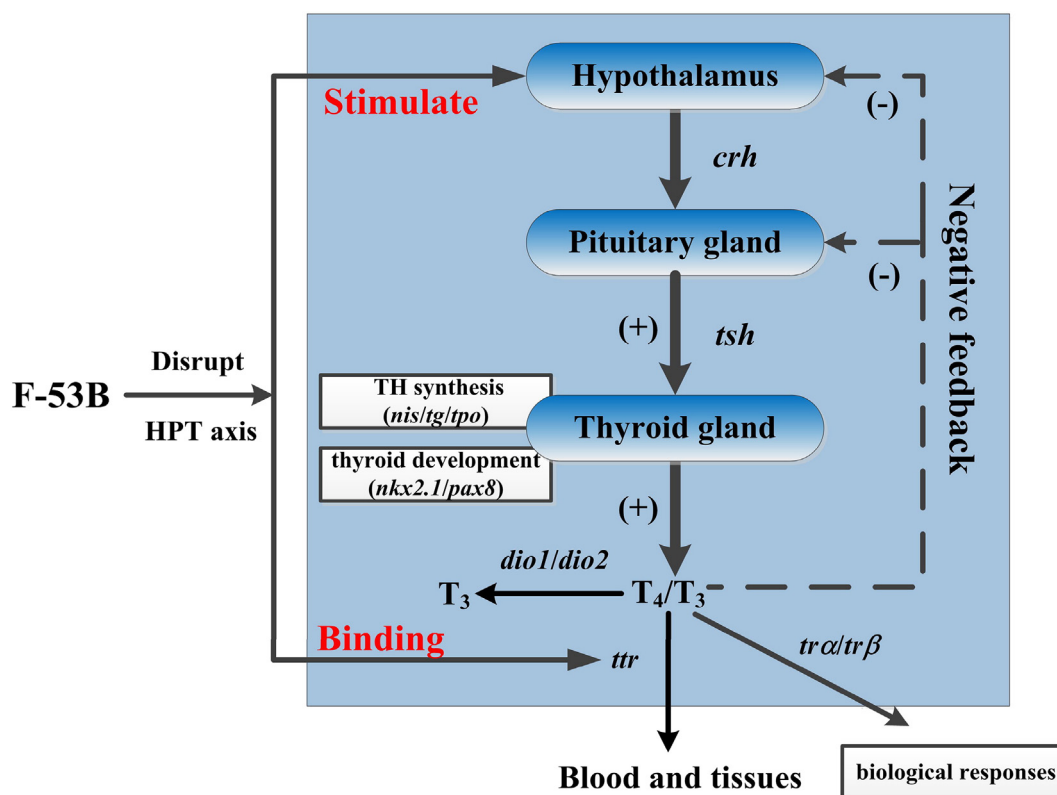 Hypothalamus
Stimulate
(-)
crh
Pituitary gland
(-)
Negative feedback
(+)
tsh
Disrupt
F-53B
HPT axis
TH synthesis
(nis/tg/tpo)
Thyroid gland
thyroid development
(nkx2.1/pax8)
(+)
dio1/dio2
T₃
T₄/T₃
Binding
ttr
trα/trβ
Blood and tissues
biological responses